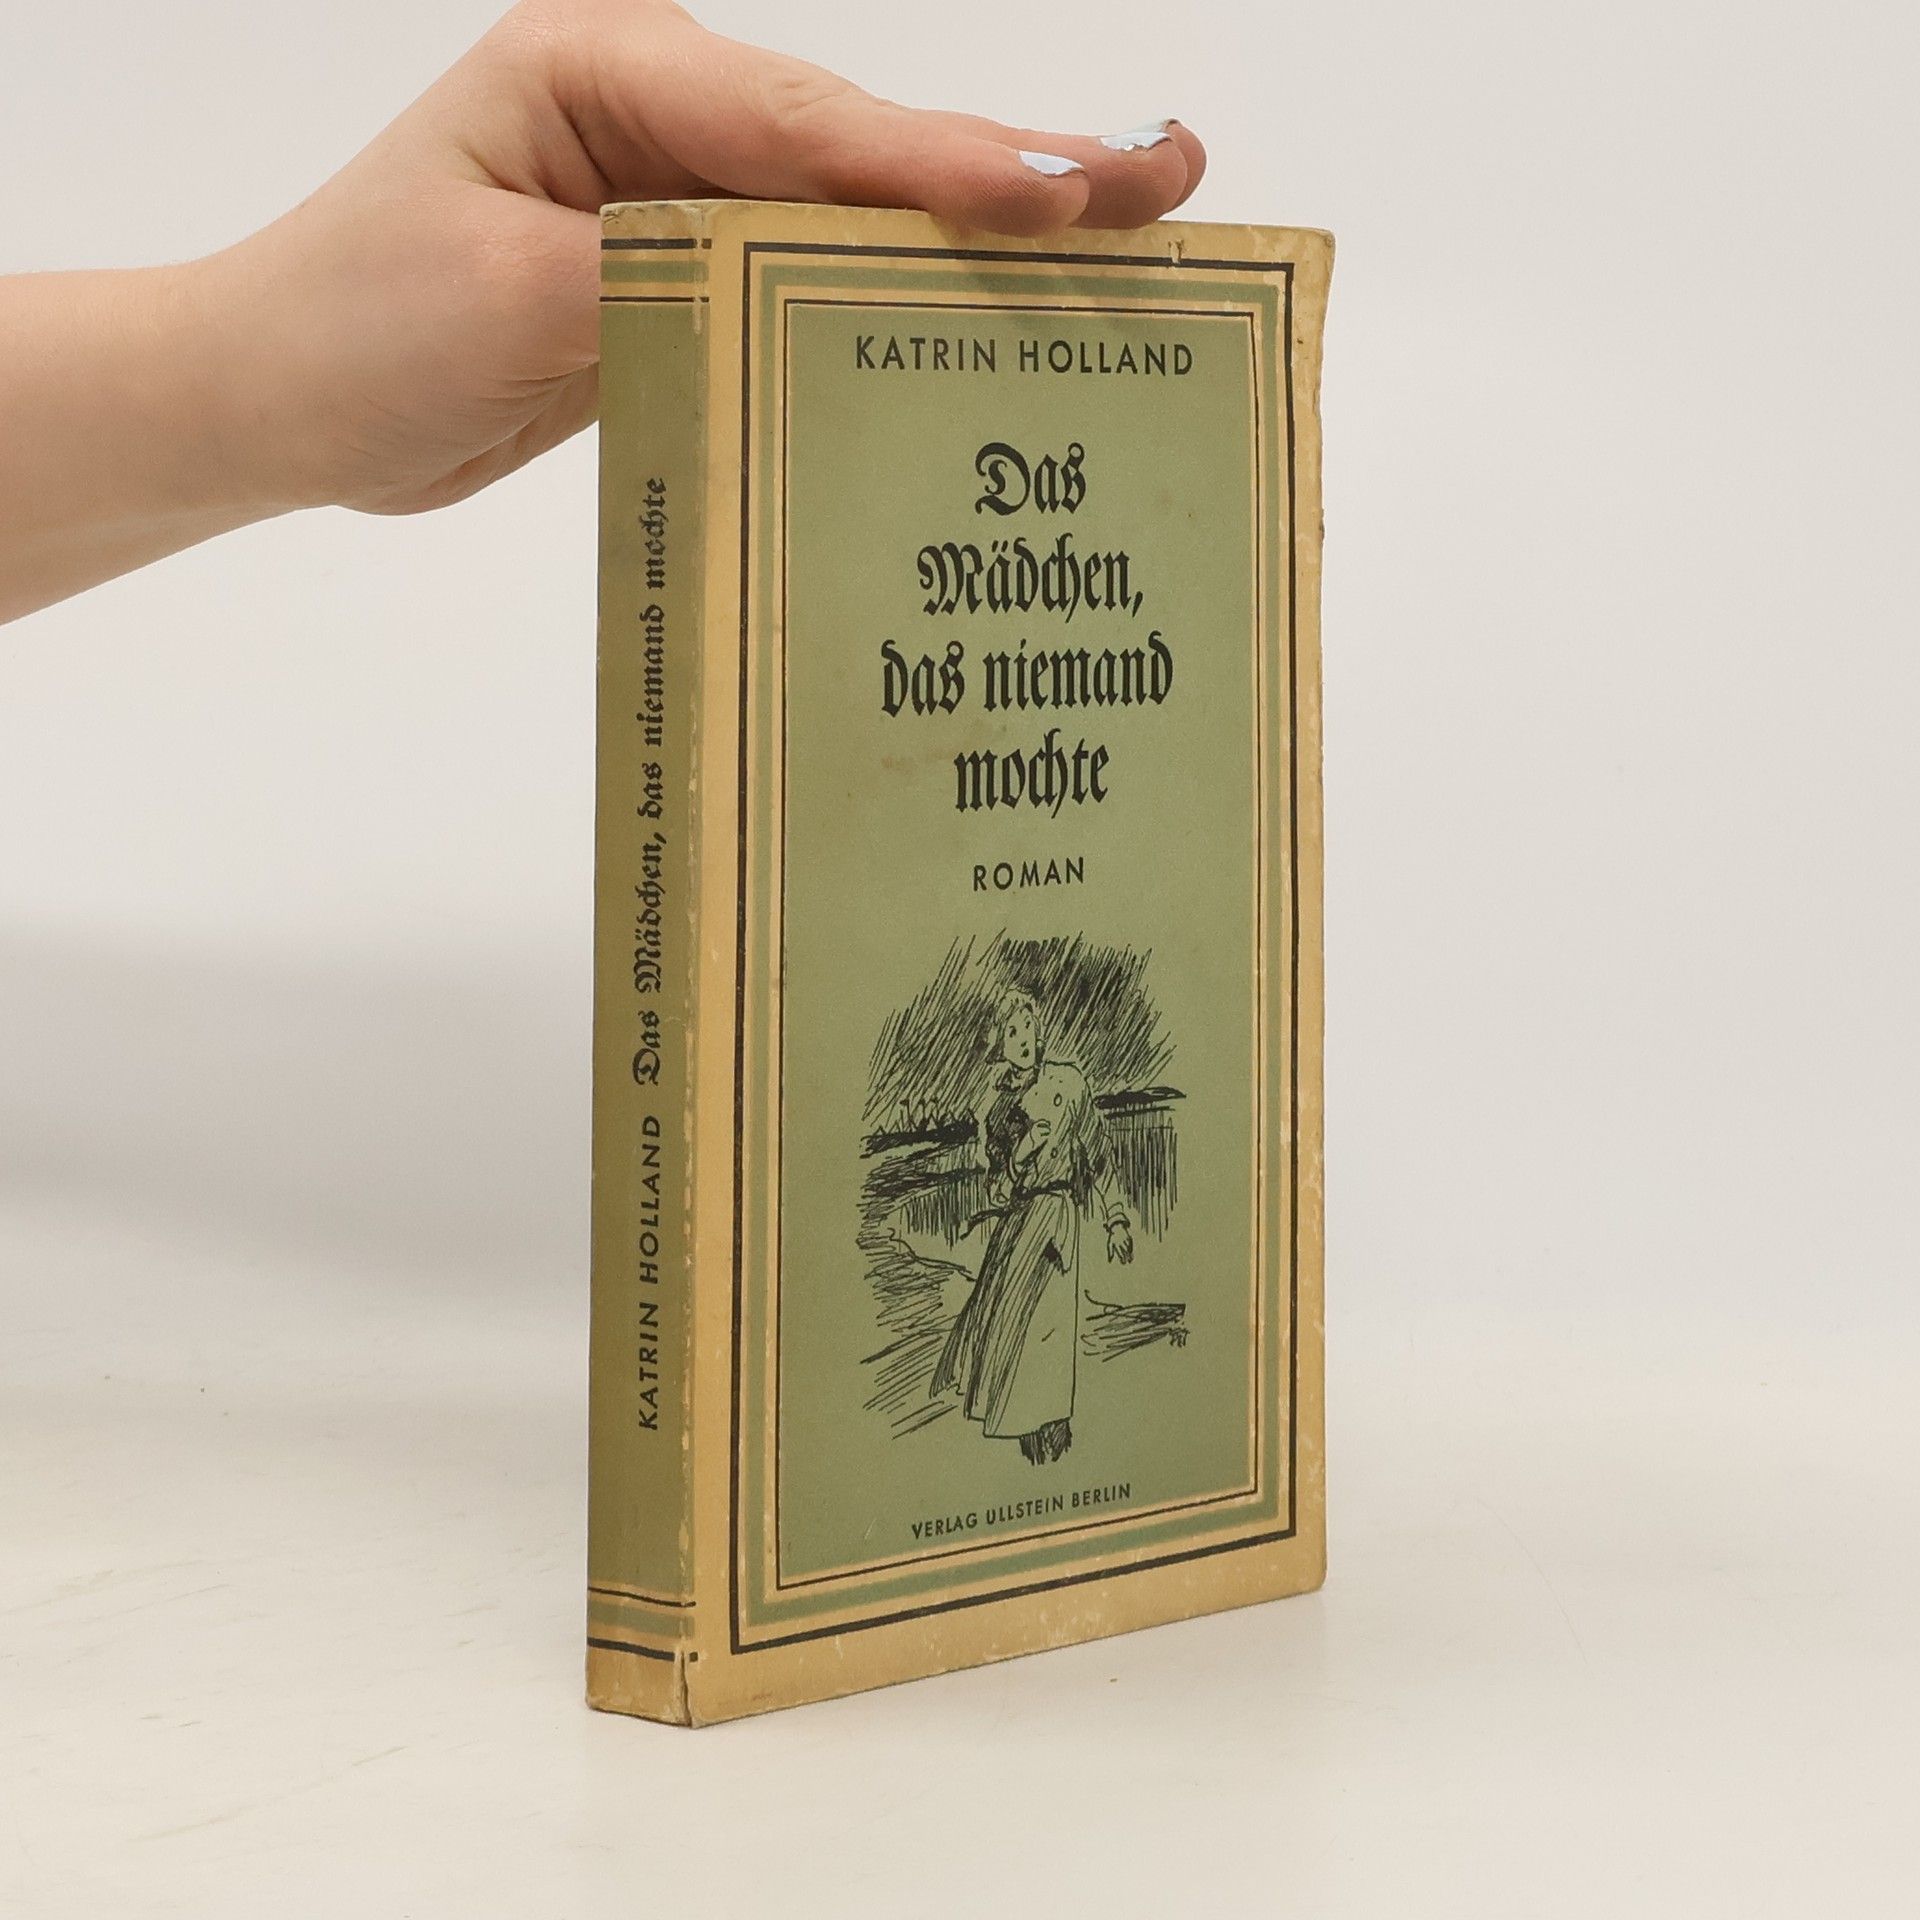 KATRIN HOLLAND
Das
Mädchen,
das niemand
mochte
ROMAN
VERLAG ULLSTEIN BERLIN
KATRIN HOLLAND Das Mädchen, das niemand mochte